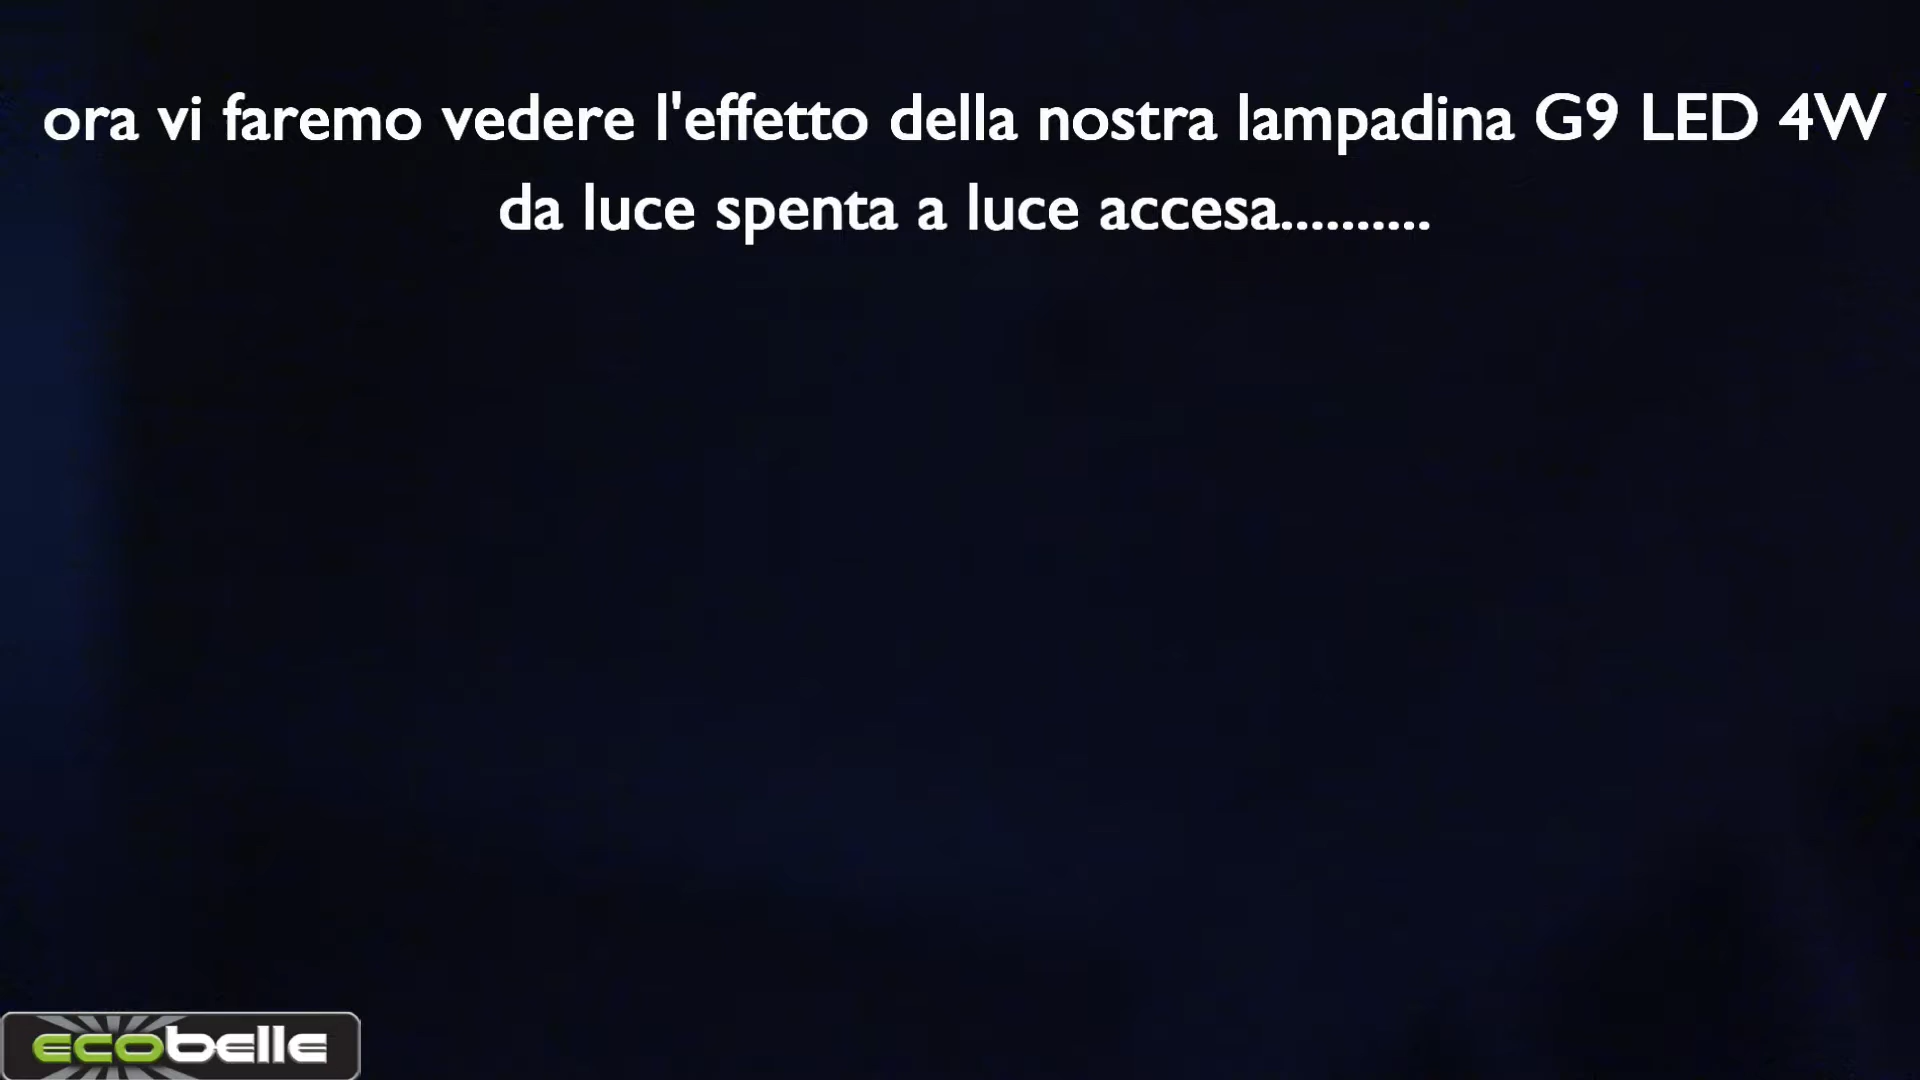 ora vi faremo vedere l'effetto della nostra lampadina G9 LED 4W
da luce spenta a luce accesa..........
ecobelle